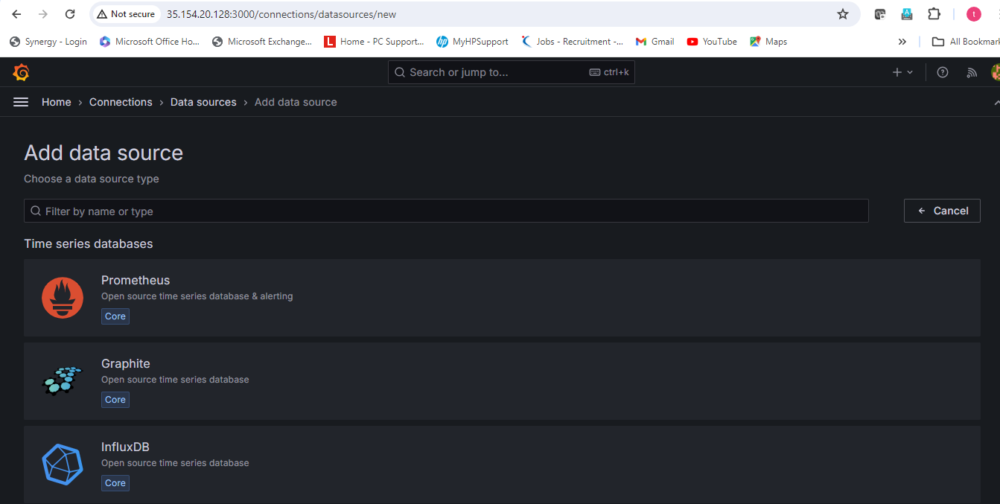 Not secure 35.154.20.128:3000/connections/datasources/new t
Synergy - Login Microsoft Office Ho... Microsoft Exchange... L Home - PC Support... hp MyHPSupport Jobs - Recruitment -... Gmail YouTube Maps » All Bookmar
Search or jump to... ctrl+k
Home › Connections › Data sources › Add data source
Add data source
Choose a data source type
Filter by name or type
Cancel
Time series databases
Prometheus
Open source time series database & alerting
Core
Graphite
Open source time series database
Core
InfluxDB
Open source time series database
Core